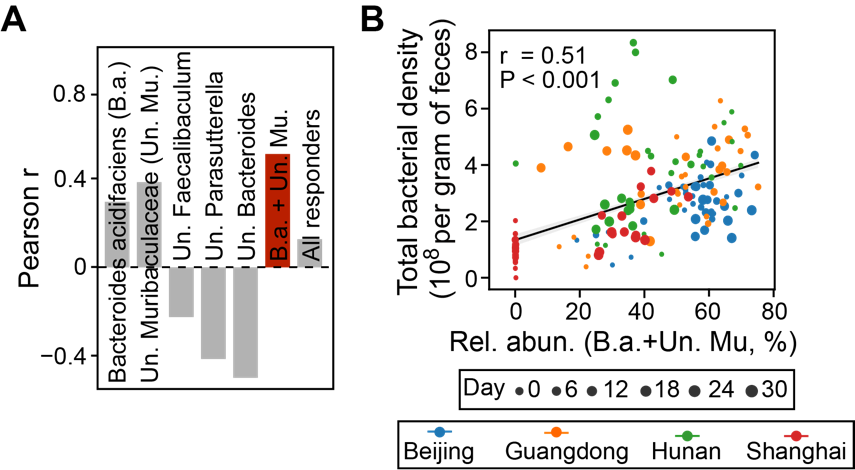 A
Pearson r
0.8
0.4
0
−0.4
Bacteroides acidifaciens (B.a.)
Un. Muribaculaceae (Un. Mu.)
Un. Faecalibaculum
Un. Parasutterella
Un. Bacteroides
B.a. + Un. Mu.
All responders
B
Total bacterial density
(10⁸ per gram of feces)
8
6
4
2
0
r = 0.51
P < 0.001
0 20 40 60 80
Rel. abun. (B.a.+Un. Mu, %)
Day 0 6 12 18 24 30
Beijing Guangdong Hunan Shanghai